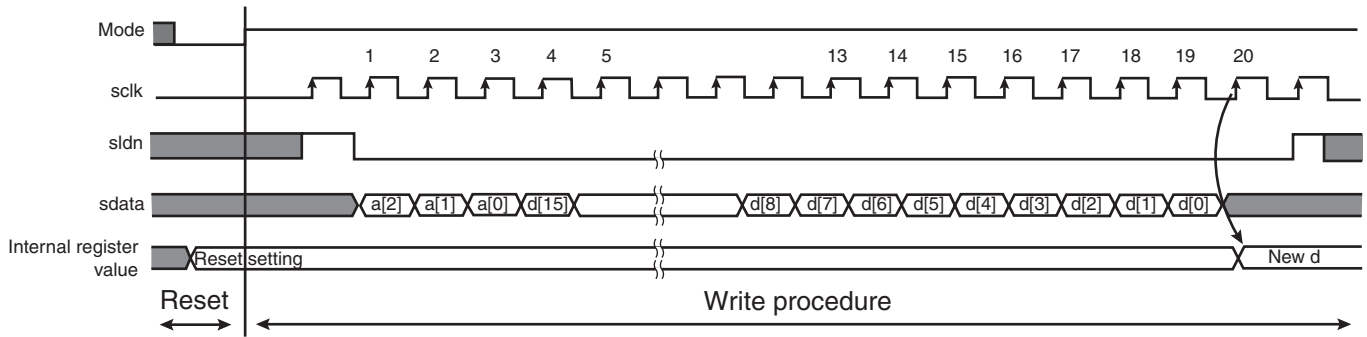 Mode
1 2 3 4 5 13 14 15 16 17 18 19 20
sclk
sldn
sdata a[2] a[1] a[0] d[15] d[8] d[7] d[6] d[5] d[4] d[3] d[2] d[1] d[0]
Internal register
value
Reset setting New d
Reset Write procedure